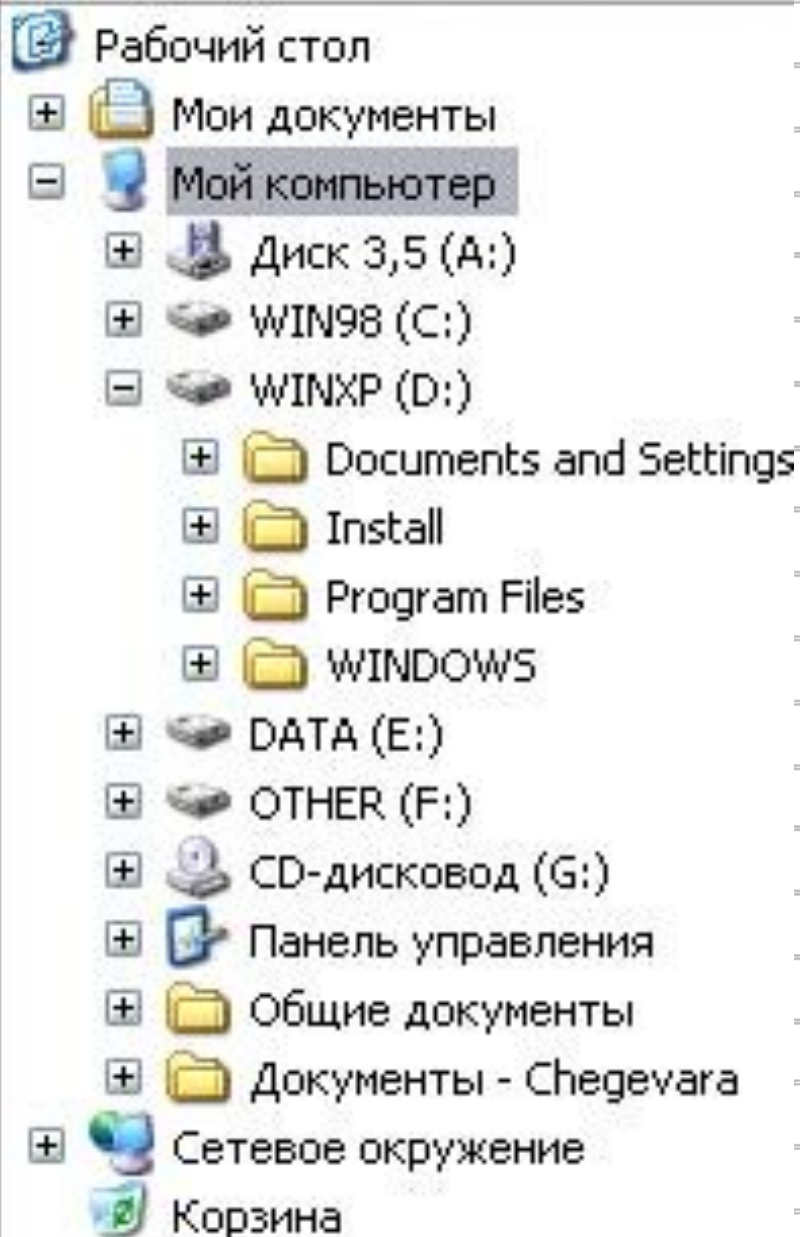 Рабочий стол
Мои документы
Мой компьютер
Диск 3,5 (A:)
WIN98 (C:)
WINXP (D:)
Documents and Settings
Install
Program Files
WINDOWS
DATA (E:)
OTHER (F:)
CD-дисковод (G:)
Панель управления
Общие документы
Документы - Chegevara
Сетевое окружение
Корзина